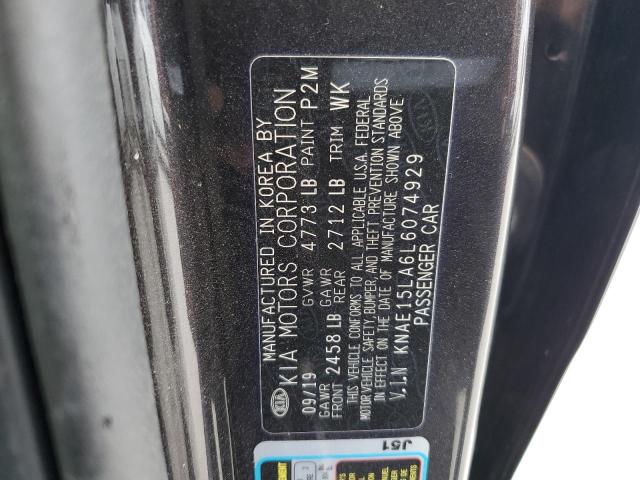 MANUFACTURED IN KOREA BY
KIA KIA MOTORS CORPORATION
09/19 GVWR 4773 LB PAINT P2M
GAWR FRONT 2458 LB GAWR REAR 2712 LB TRIM WK
THIS VEHICLE CONFORMS TO ALL APPLICABLE U.S.A. FEDERAL
MOTOR VEHICLE SAFETY, BUMPER, AND THEFT PREVENTION STANDARDS
IN EFFECT ON THE DATE OF MANUFACTURE SHOWN ABOVE
V.I.N KNAE15LA6L6074929
PASSENGER CAR
KIA
J51